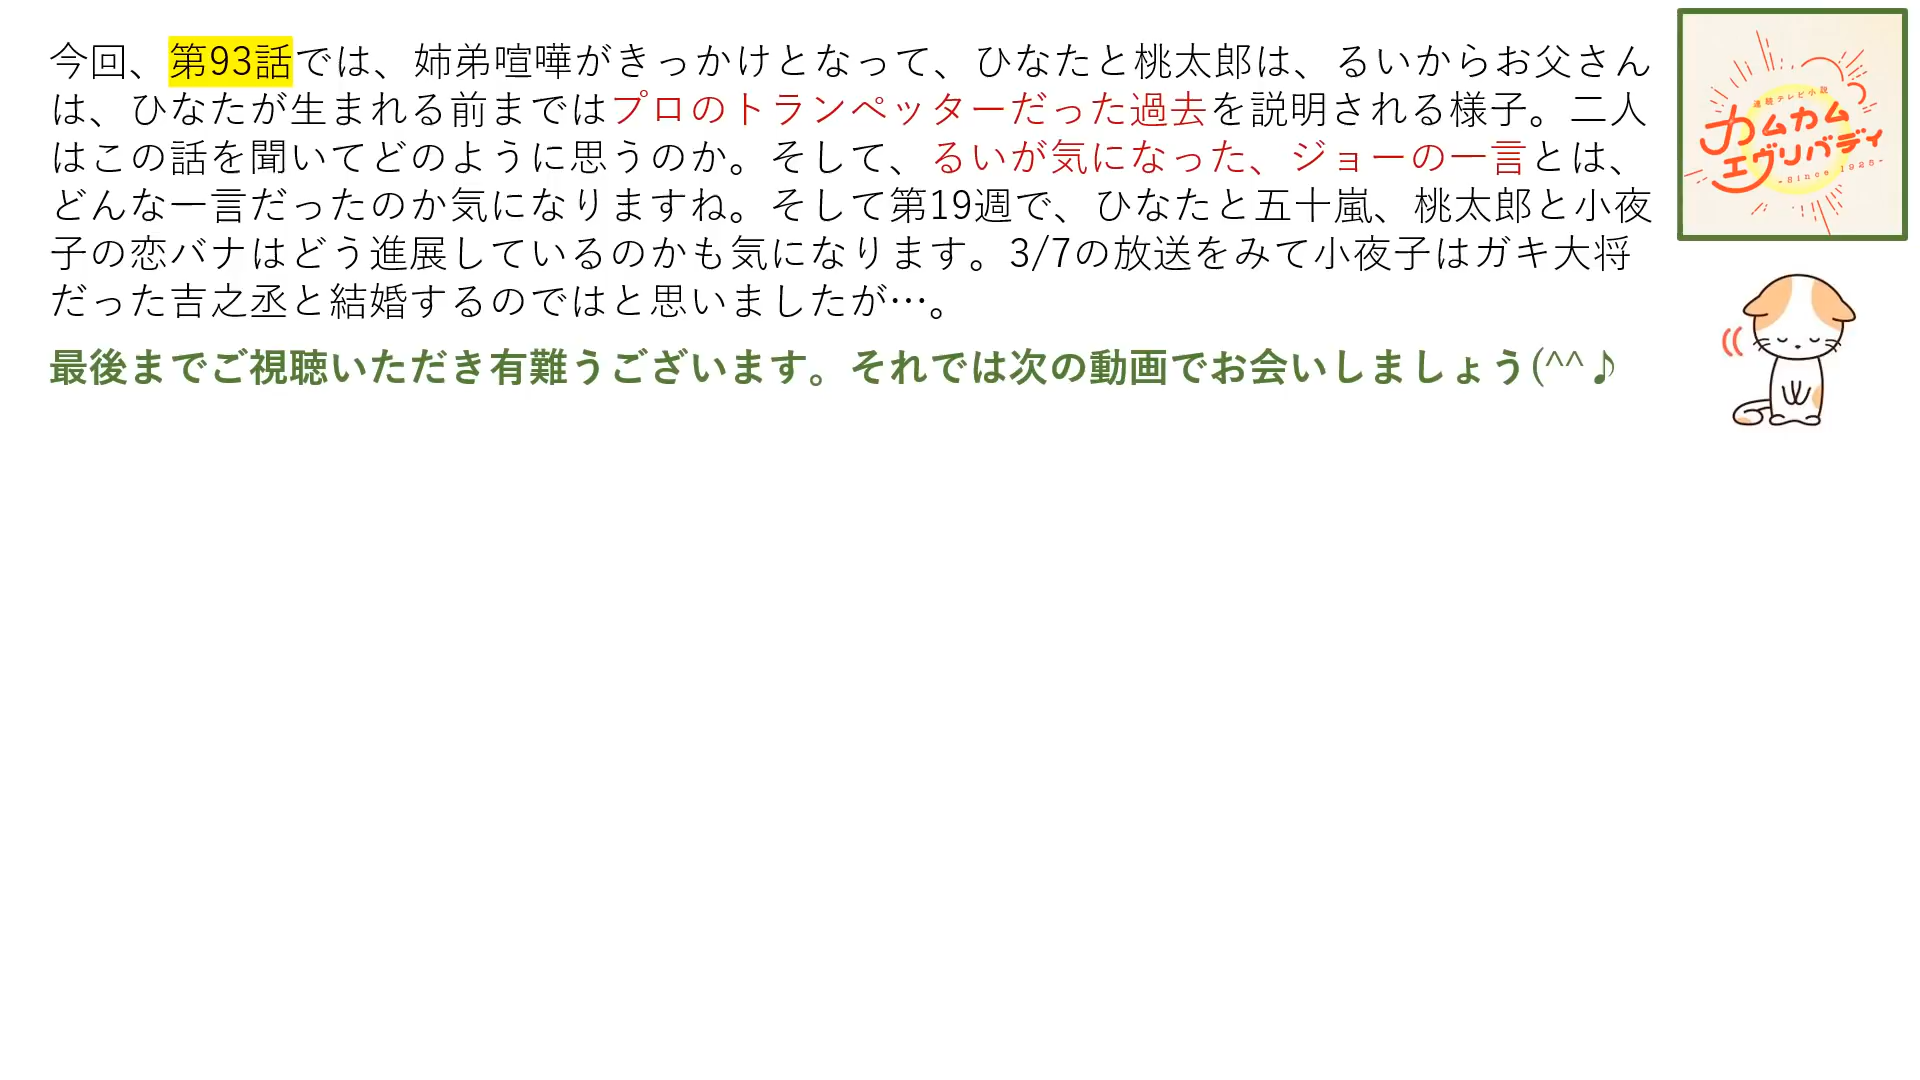 今回、第93話では、姉弟喧嘩がきっかけとなって、ひなたと桃太郎は、るいからお父さん
は、ひなたが生まれる前まではプロのトランペッターだった過去を説明される様子。二人
はこの話を聞いてどのように思うのか。そして、るいが気になった、ジョーの一言とは、
どんな一言だったのか気になりますね。そして第19週で、ひなたと五十嵐、桃太郎と小夜
子の恋バナはどう進展しているのかも気になります。3/7の放送をみて小夜子はガキ大将
だった吉之丞と結婚するのではと思いましたが…。
最後までご視聴いただき有難うございます。それでは次の動画でお会いしましょう(^^♪
連続テレビ小説
カムカム
エヴリバディ
-Since 1925-